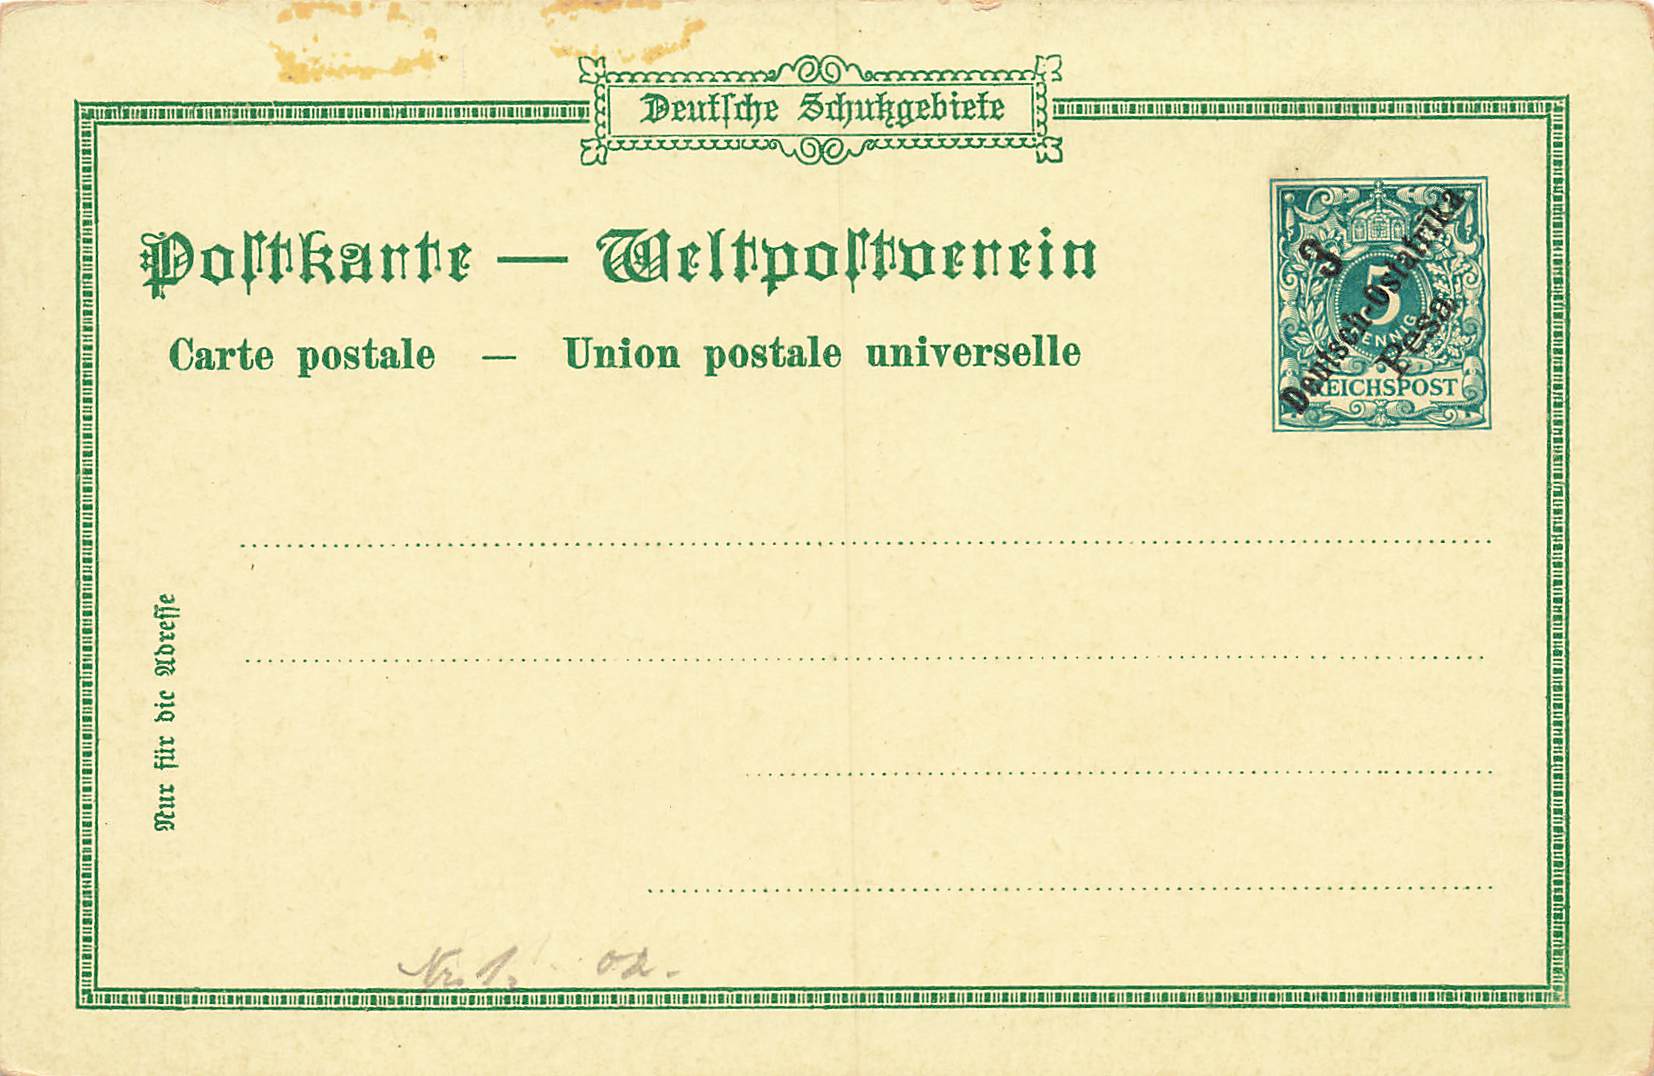 Deutſche Schutzgebiete
Poſtkarte — Weltpoſtverein
Carte postale — Union postale universelle
3
Deutsch-Ostafrika
Pesa
5
PFENNIG
REICHSPOST
Nur für die Adreſſe